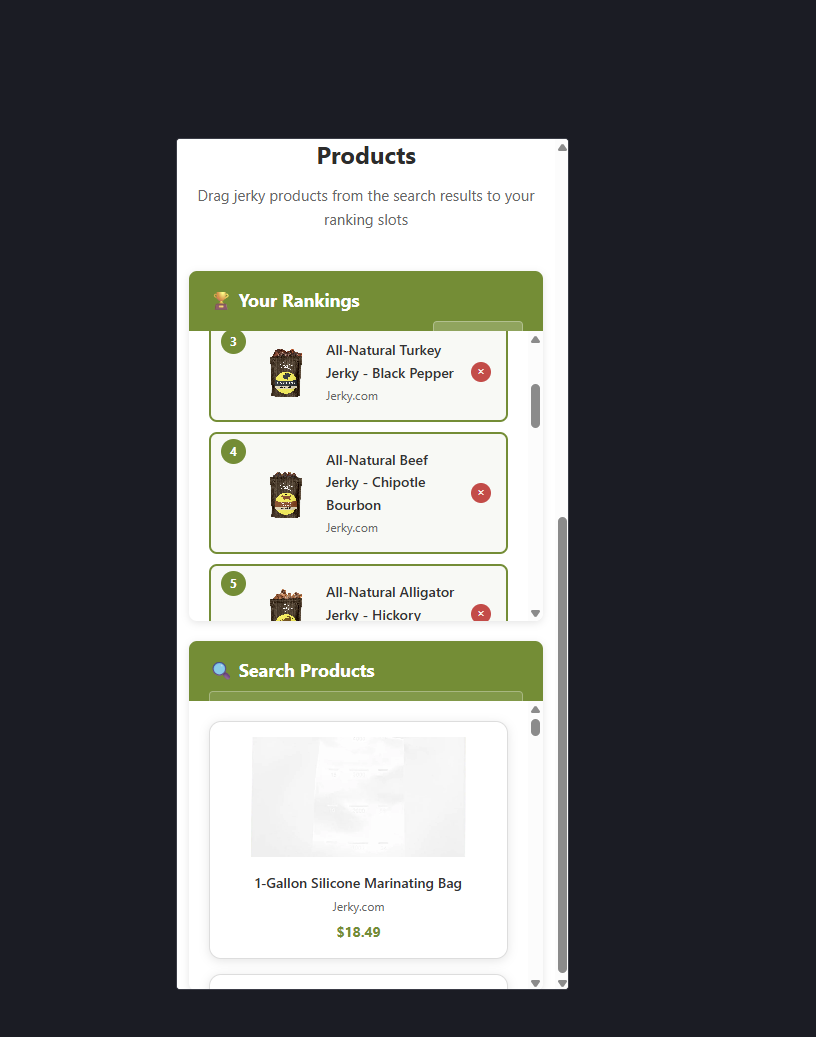 Products
Drag jerky products from the search results to your
ranking slots
🏆 Your Rankings
3
All-Natural Turkey
Jerky - Black Pepper
Jerky.com
×
4
All-Natural Beef
Jerky - Chipotle
Bourbon
Jerky.com
×
5
All-Natural Alligator
Jerky - Hickory
×
🔍 Search Products
1-Gallon Silicone Marinating Bag
Jerky.com
$18.49